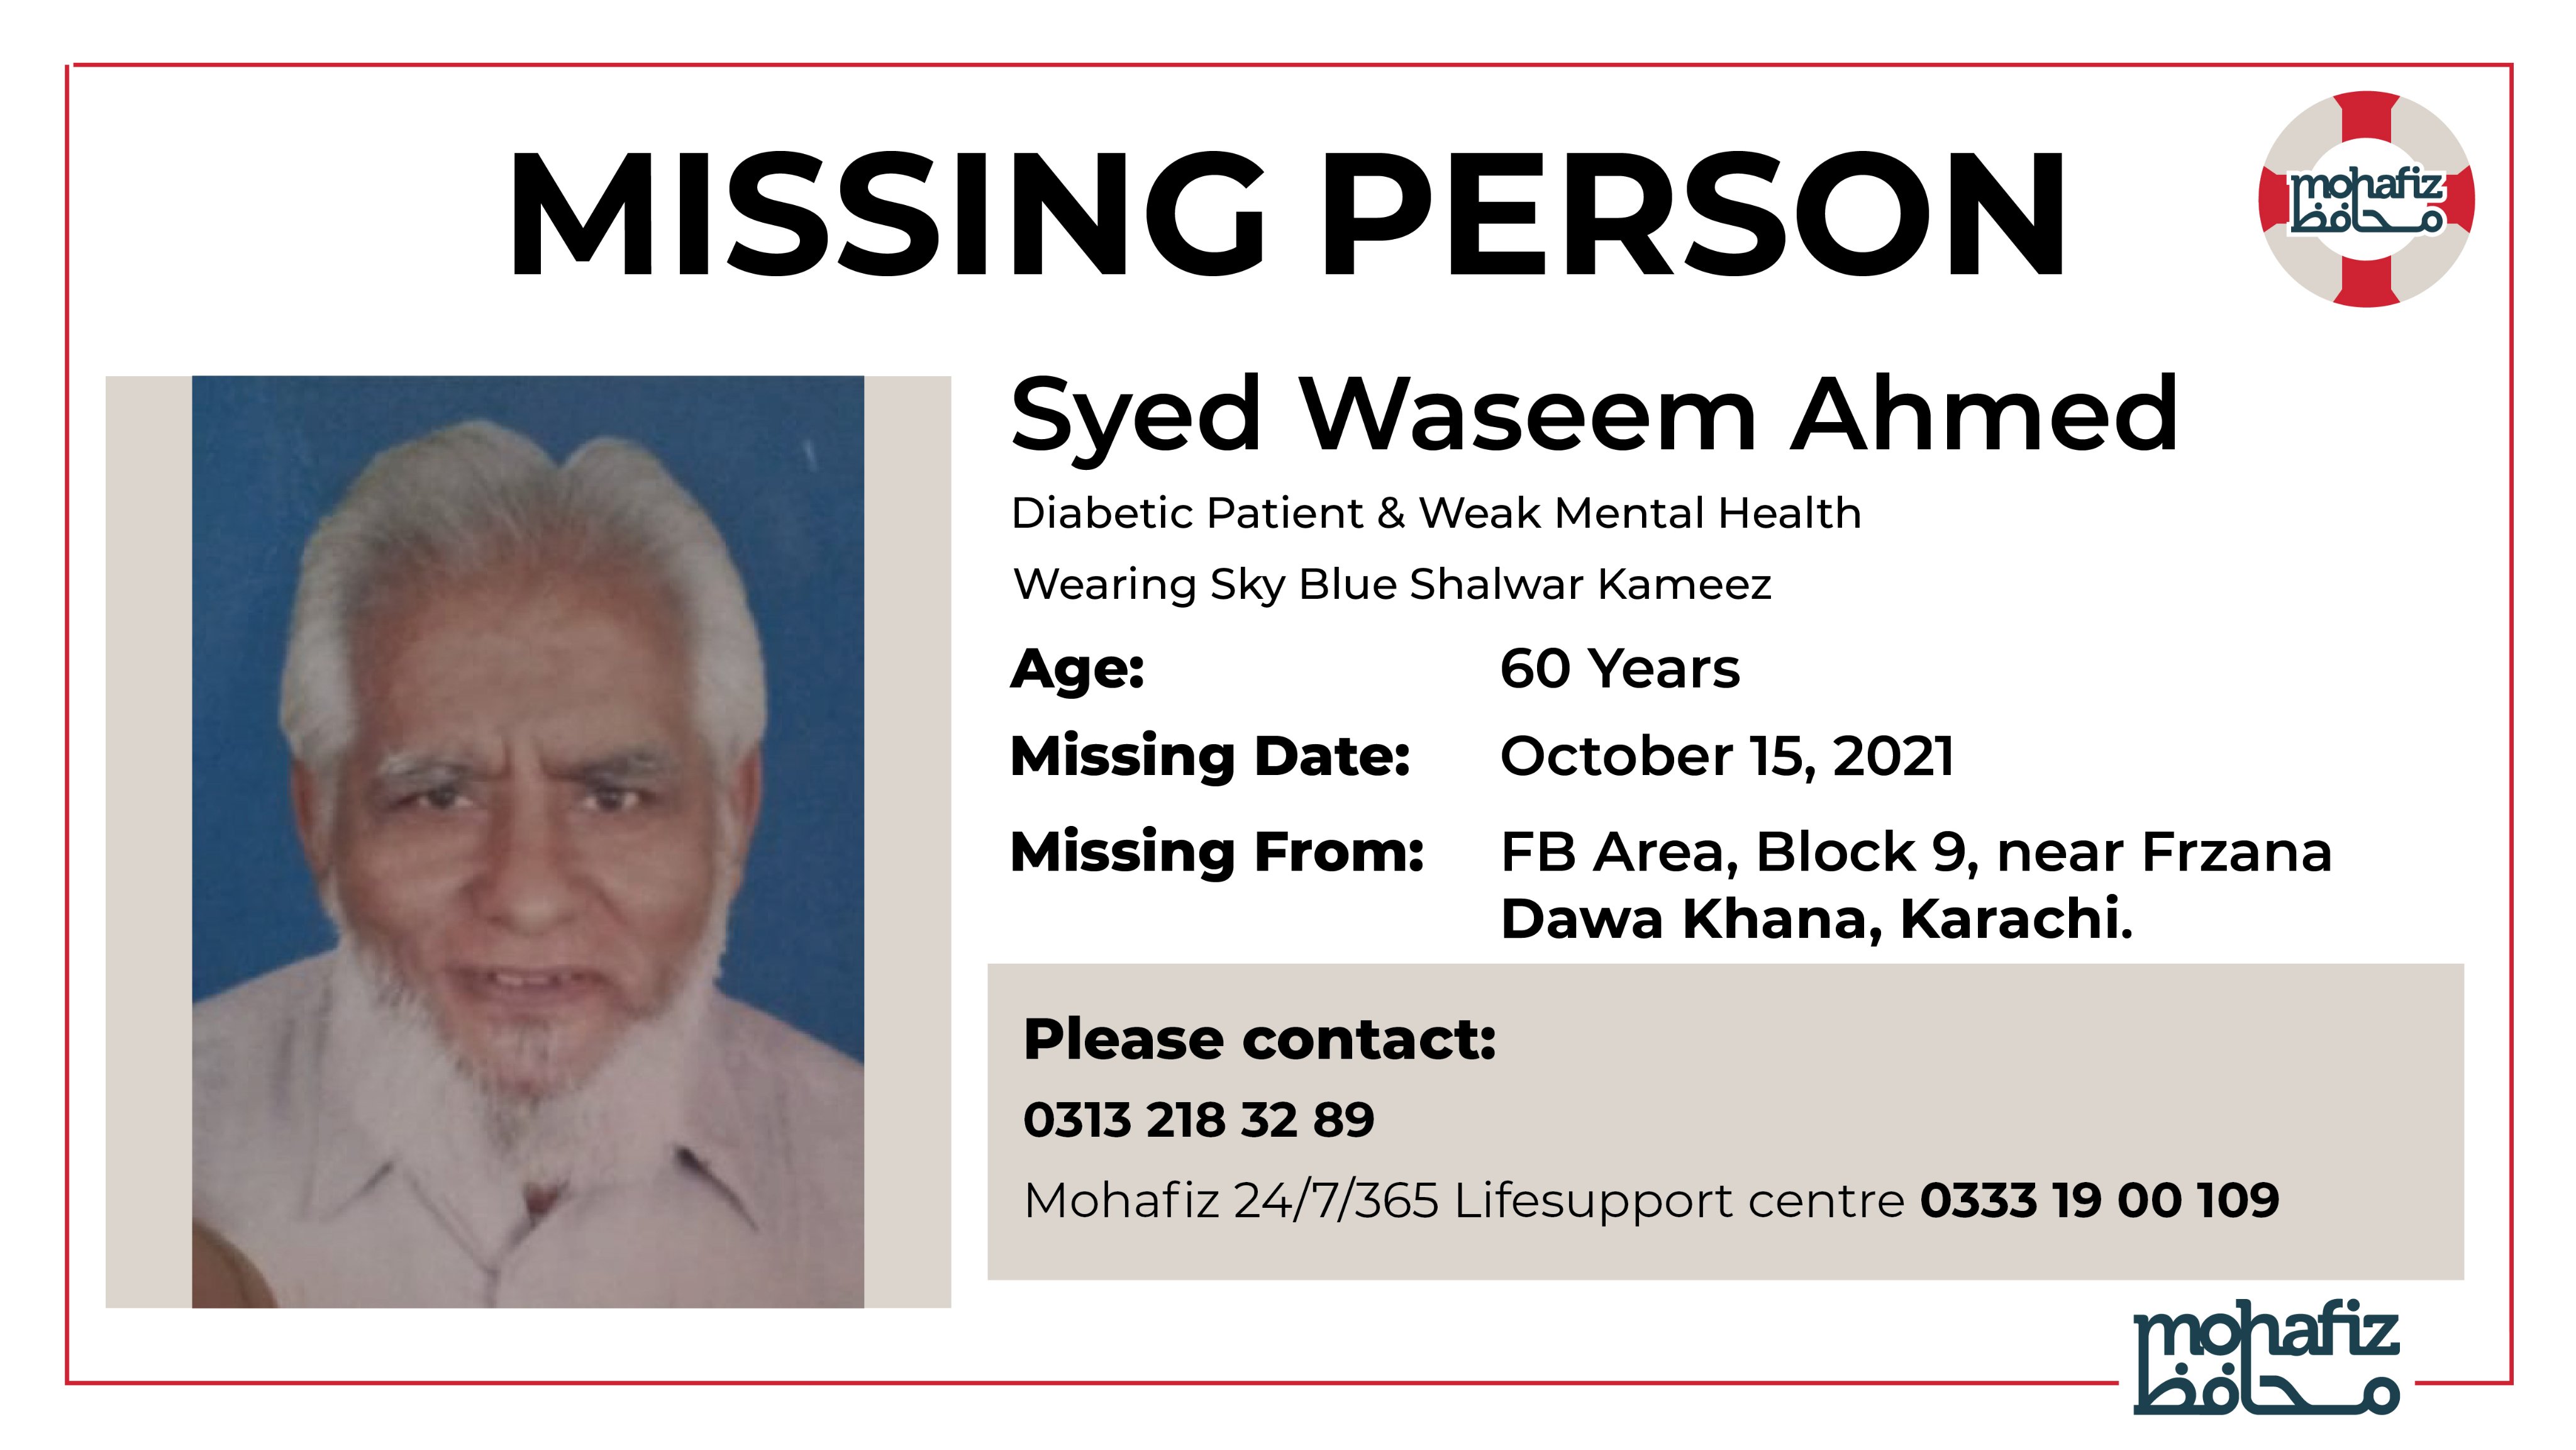 MISSING PERSON
mohafiz
محافظ
Syed Waseem Ahmed
Diabetic Patient & Weak Mental Health
Wearing Sky Blue Shalwar Kameez
Age: 60 Years
Missing Date: October 15, 2021
Missing From: FB Area, Block 9, near Frzana
Dawa Khana, Karachi.
Please contact:
0313 218 32 89
Mohafiz 24/7/365 Lifesupport centre 0333 19 00 109
mohafiz
محافظ